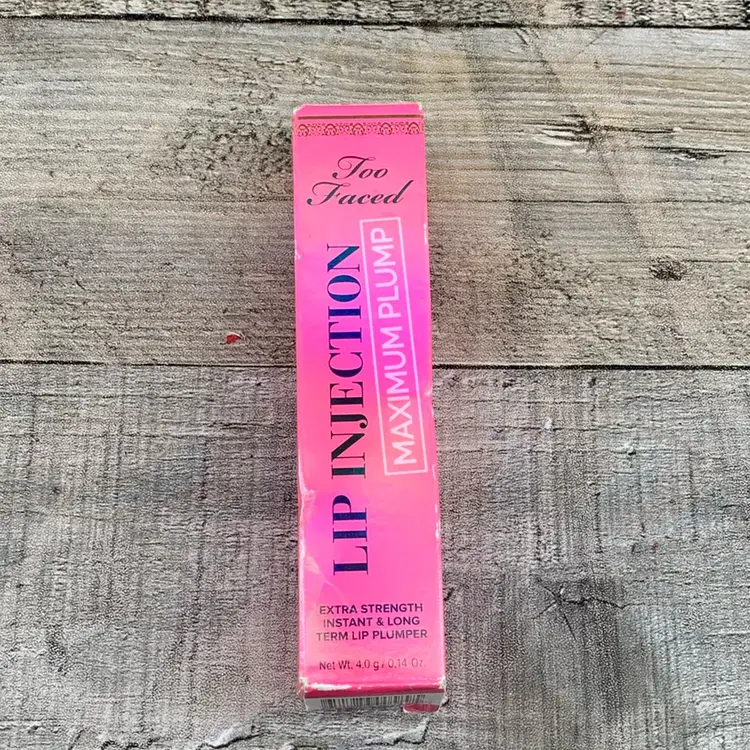 Too
Faced
LIP INJECTION
MAXIMUM PLUMP
EXTRA STRENGTH
INSTANT & LONG
TERM LIP PLUMPER
Net Wt. 4.0 g / 0.14 Oz.